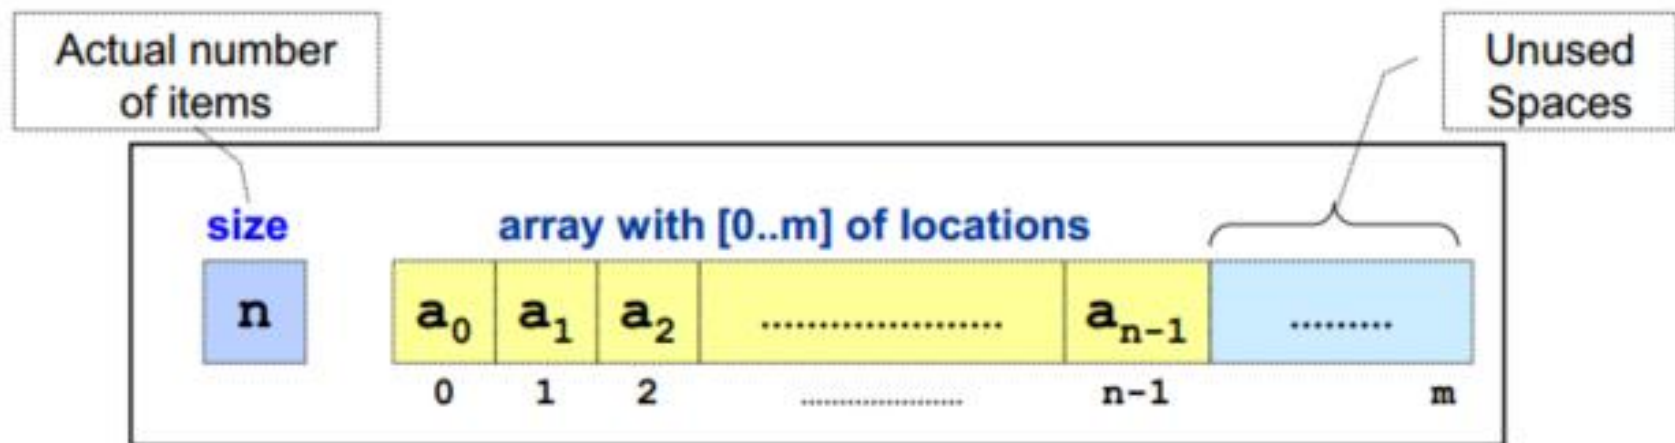 Actual number
of items
Unused
Spaces
size
array with [0..m] of locations
n
a0 a1 a2 ..................... an-1 .........
0 1 2 ..................... n-1 m